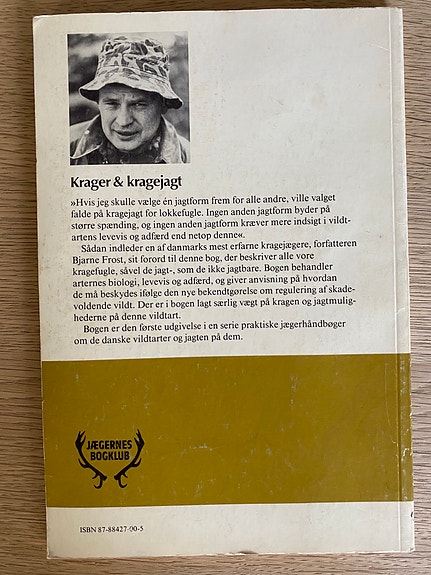 Krager & kragejagt
»Hvis jeg skulle vælge én jagtform frem for alle andre, ville valget
falde på kragejagt for lokkefugle. Ingen anden jagtform byder på
større spænding, og ingen anden jagtform kræver mere indsigt i vildt-
artens levevis og adfærd end netop denne«.
Sådan indleder en af danmarks mest erfarne kragejægere, forfatteren
Bjarne Frost, sit forord til denne bog, der beskriver alle vore
kragefugle, såvel de jagt-, som de ikke jagtbare. Bogen behandler
arternes biologi, levevis og adfærd, og giver anvisning på hvordan
de må beskydes ifølge den nye bekendtgørelse om regulering af skade-
voldende vildt. Der er i bogen lagt særlig vægt på kragen og jagtmulig-
hederne på denne vildtart.
Bogen er den første udgivelse i en serie praktiske jægerhåndbøger
om de danske vildtarter og jagten på dem.
JÆGERNES
BOGKLUB
ISBN 87-88427-00-5